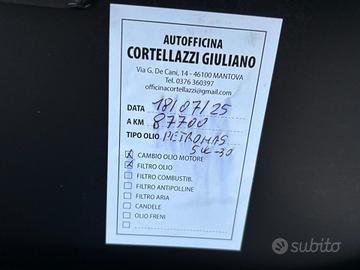 AUTOFFICINA
CORTELLAZZI GIULIANO
Via G. De Cani, 14 - 46100 MANTOVA
Tel. 0376 360397
officinacortellazzi@gmail.com
DATA 18/07/25
A KM 87700
TIPO OLIO PETRONAS
5W-30
X CAMBIO OLIO MOTORE
X FILTRO OLIO
FILTRO COMBUSTIB.
FILTRO ANTIPOLLINE
FILTRO ARIA
CANDELE
OLIO FRENI
subito